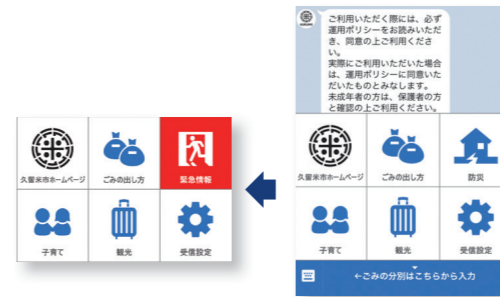 久留米市ホームページ
ごみの出し方
緊急情報
子育て
観光
受信設定
ご利用いただく際には、必ず
運用ポリシーをお読みいただ
き、同意の上ご利用くださ
い。
実際にご利用いただいた場合
は、運用ポリシーに同意いた
だいたものとみなします。
未成年者の方は、保護者の方
と確認の上ご利用ください。
久留米市ホームページ
ごみの出し方
防災
子育て
観光
受信設定
←ごみの分別はこちらから入力